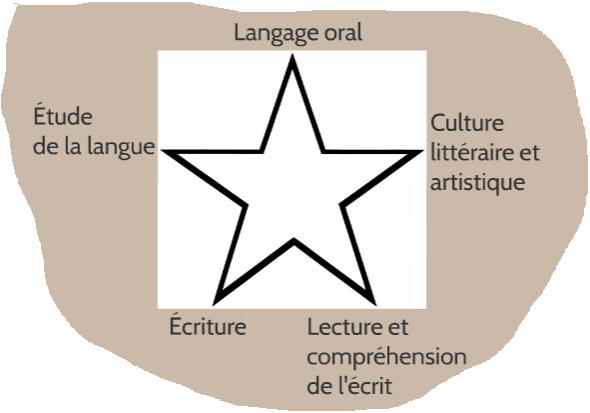 Langage oral
Étude
de la langue
Culture
littéraire et
artistique
Écriture
Lecture et
compréhension
de l'écrit